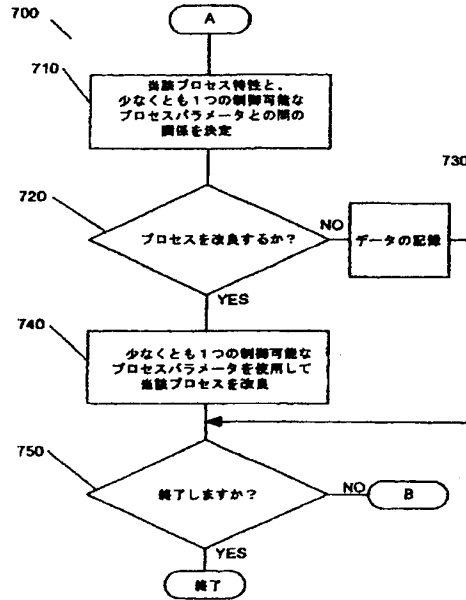 700
A
710
当該プロセス特性と、
少なくとも1つの制御可能な
プロセスパラメータとの間の
関係を決定
730
720
プロセスを改良するか?
NO
データの記録
YES
740
少なくとも1つの制御可能な
プロセスパラメータを使用して
当該プロセスを改良
750
終了しますか?
NO
B
YES
終了